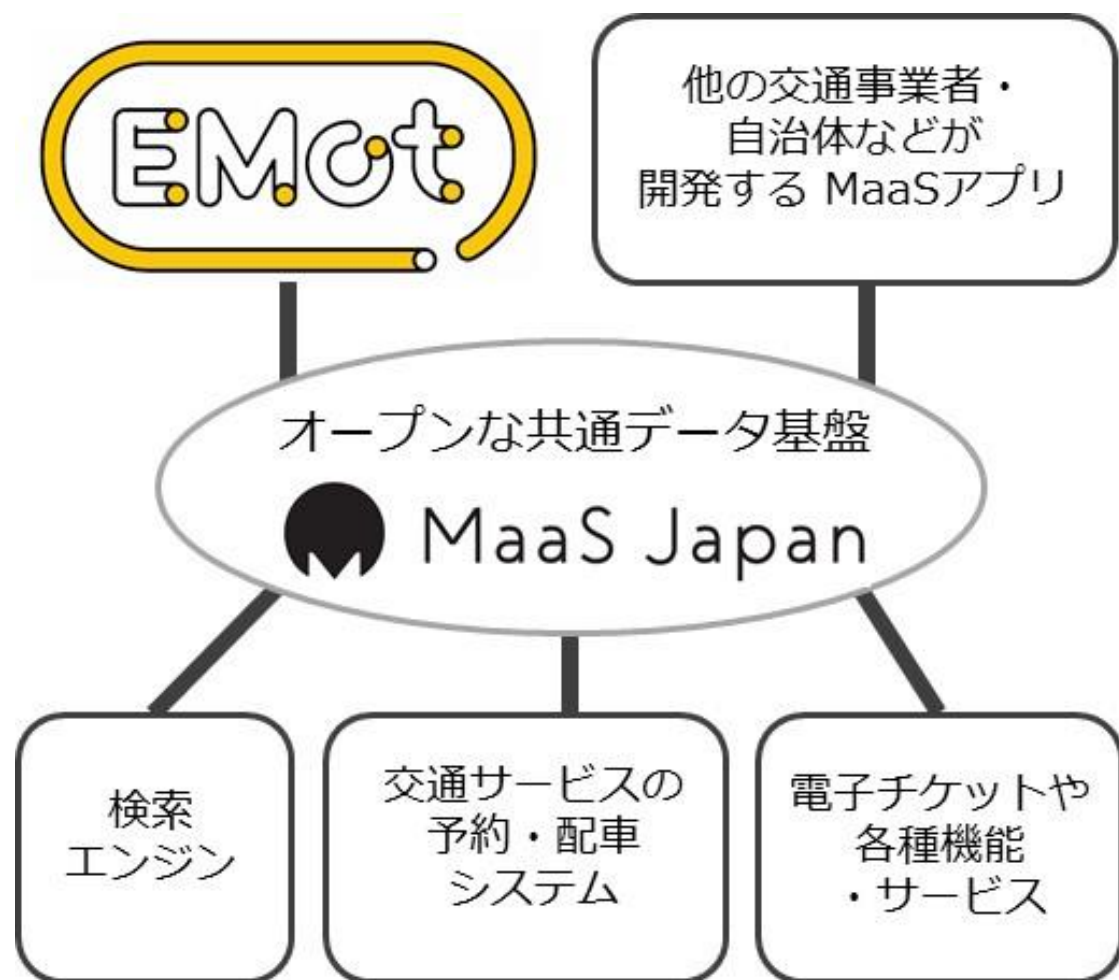 EMot
他の交通事業者・
自治体などが
開発する MaaSアプリ
オープンな共通データ基盤
MaaS Japan
検索
エンジン
交通サービスの
予約・配車
システム
電子チケットや
各種機能
・サービス